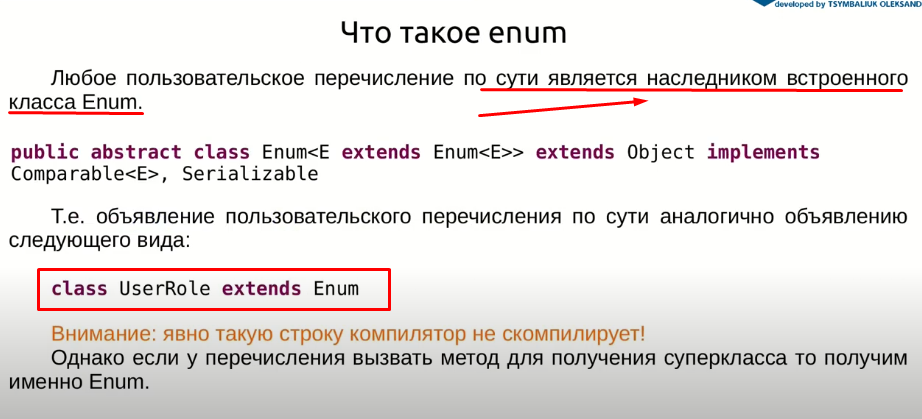 developed by TSYMBALIUK OLEKSAND
Что такое enum
Любое пользовательское перечисление по сути является наследником встроенного
класса Enum.
public abstract class Enum<E extends Enum<E>> extends Object implements
Comparable<E>, Serializable
Т.е. объявление пользовательского перечисления по сути аналогично объявлению
следующего вида:
class UserRole extends Enum
Внимание: явно такую строку компилятор не скомпилирует!
Однако если у перечисления вызвать метод для получения суперкласса то получим
именно Enum.